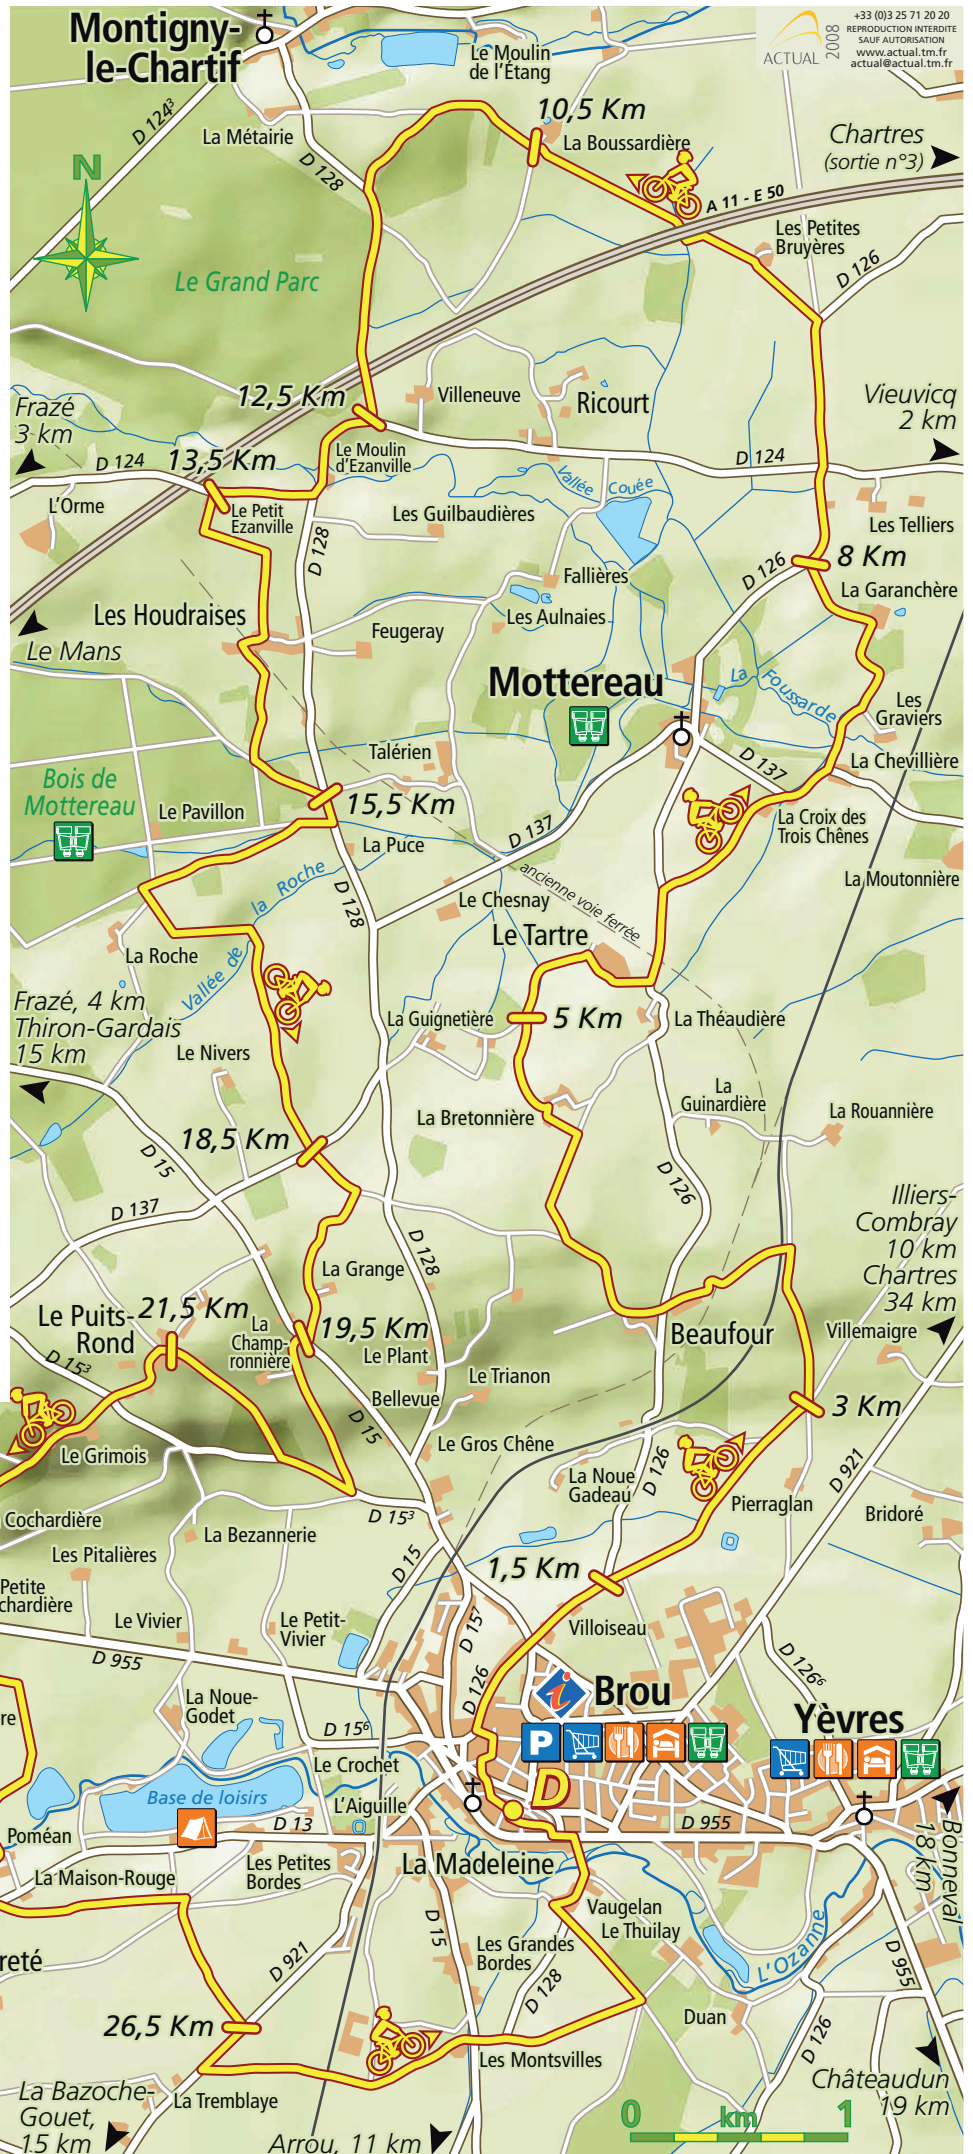 Montigny-
le-Chartif
Le Moulin
de l'Étang
ACTUAL
2008
+33 (0)3 25 71 20 20
REPRODUCTION INTERDITE
SAUF AUTORISATION
www.actual.tm.fr
actual@actual.tm.fr
D 124³
La Métairie
D 128
10,5 Km
La Boussardière
Chartres
(sortie n°3)
N
A 11 - E 50
Les Petites
Bruyères
D 126
Le Grand Parc
12,5 Km
Villeneuve
Ricourt
Vieuvicq
2 km
Frazé
3 km
D 124
13,5 Km
Le Moulin
d'Ezanville
D 124
Vallée Couée
L'Orme
Le Petit
Ezanville
Les Guilbaudières
Les Telliers
D 128
D 126
8 Km
Fallières
La Garanchère
Les Houdraises
Feugeray
Les Aulnaies
Le Mans
Mottereau
La Foussarde
Les
Graviers
Talérien
D 137
La Chevillière
Bois de
Mottereau
Le Pavillon
15,5 Km
La Croix des
Trois Chênes
La Puce
D 137
ancienne voie ferrée
La Moutonnière
Vallée de la Roche
D 128
Le Chesnay
Le Tartre
La Roche
Frazé, 4 km
Thiron-Gardais
15 km
La Guignetière
5 Km
La Théaudière
Le Nivers
La Bretonnière
La
Guinardière
La Rouannière
18,5 Km
D 15
D 126
D 137
Illiers-
Combray
10 km
Chartres
34 km
D 128
La Grange
Le Puits-
Rond
21,5 Km
La
Champ-
ronnière
19,5 Km
Beaufour
Villemaigre
D 15³
Le Plant
Le Trianon
Bellevue
3 Km
D 15
Le Gros Chêne
Le Grimois
La Noue
Gadeau
D 126
D 921
Pierraglan
Bridoré
Cochardière
D 15³
La Bezannerie
Les Pitalières
D 15
1,5 Km
Petite
chardière
Le Vivier
Le Petit-
Vivier
D 15⁷
Villoiseau
D 955
D 126
D 126⁶
Brou
La Noue-
Godet
Yèvres
re
D 15⁶
P
Le Crochet
D
Base de loisirs
L'Aiguille
D 13
D 955
Poméan
La Madeleine
Bonneval
18 km
La Maison-Rouge
Les Petites
Bordes
Vaugelan
Le Thuilay
D 15
L'Ozanne
reté
Les Grandes
Bordes
D 921
D 128
D 955
Duan
26,5 Km
D 126
Les Montsvilles
Châteaudun
19 km
La Bazoche-
Gouet,
15 km
La Tremblaye
0 km 1
Arrou, 11 km